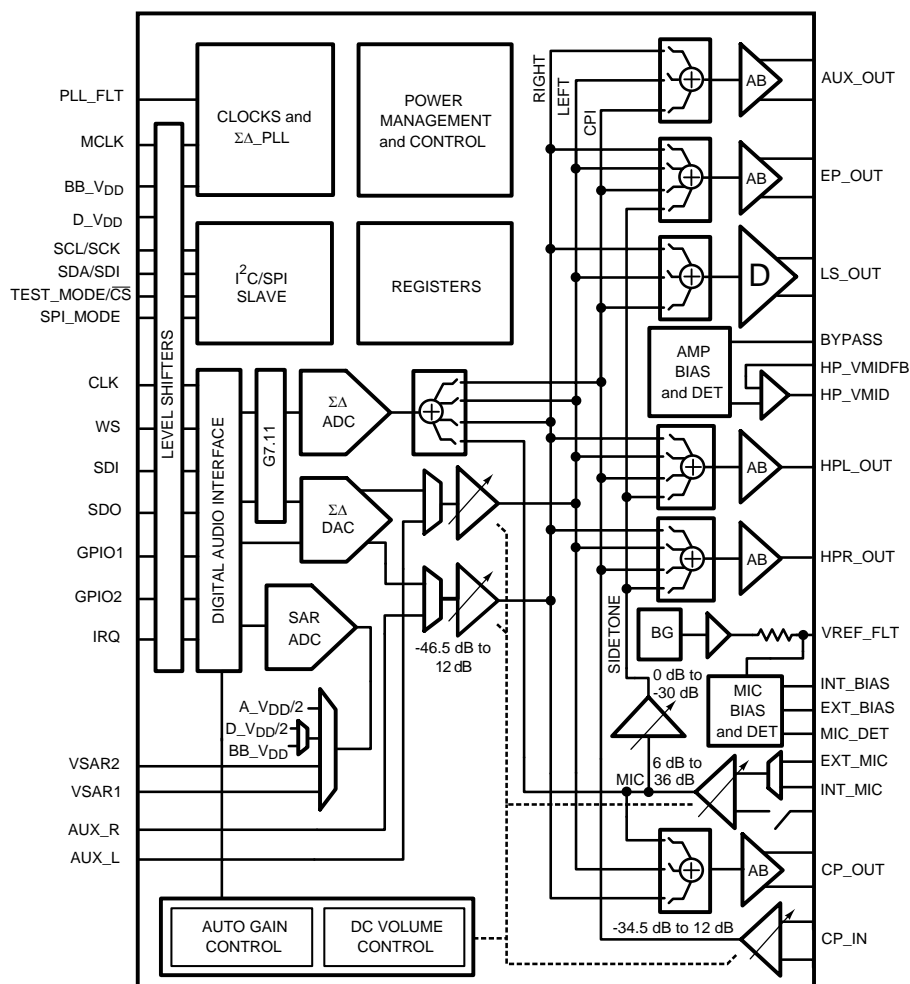 PLL_FLT
MCLK
BB_VDD
D_VDD
SCL/SCK
SDA/SDI
TEST_MODE/CS
SPI_MODE
CLK
WS
SDI
SDO
GPIO1
GPIO2
IRQ
VSAR2
VSAR1
AUX_R
AUX_L
LEVEL SHIFTERS
CLOCKS and
ΣΔ_PLL
POWER
MANAGEMENT
and CONTROL
I2C/SPI
SLAVE
REGISTERS
DIGITAL AUDIO INTERFACE
G7.11
ΣΔ
ADC
ΣΔ
DAC
SAR
ADC
-46.5 dB to
12 dB
A_VDD/2
D_VDD/2
BB_VDD
AUTO GAIN
CONTROL
DC VOLUME
CONTROL
RIGHT
LEFT
CPI
SIDETONE
AB
AB
D
AMP
BIAS
and DET
AB
AB
BG
0 dB to
-30 dB
MIC
BIAS
and DET
6 dB to
36 dB
MIC
AB
-34.5 dB to 12 dB
AUX_OUT
EP_OUT
LS_OUT
BYPASS
HP_VMIDFB
HP_VMID
HPL_OUT
HPR_OUT
VREF_FLT
INT_BIAS
EXT_BIAS
MIC_DET
EXT_MIC
INT_MIC
CP_OUT
CP_IN